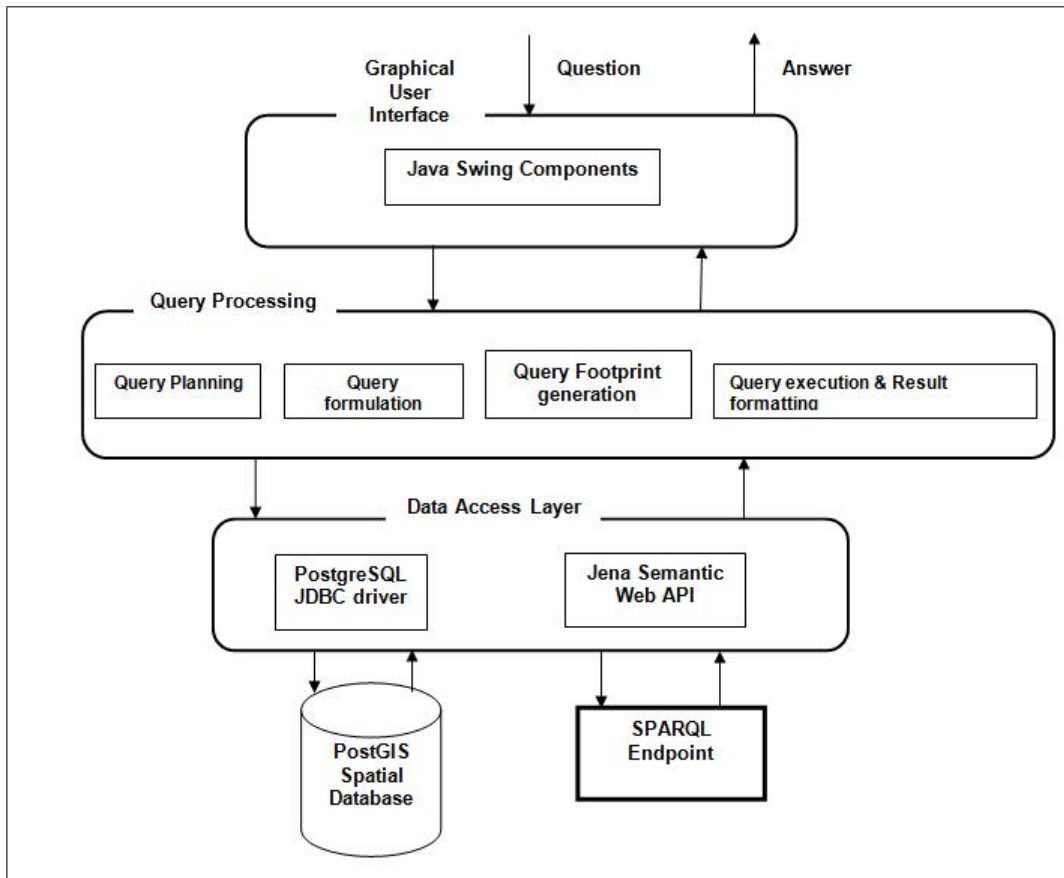 Graphical
User
Interface
Question
Answer
Java Swing Components
Query Processing
Query Planning
Query
formulation
Query Footprint
generation
Query execution & Result
formatting
Data Access Layer
PostgreSQL
JDBC driver
Jena Semantic
Web API
PostGIS
Spatial
Database
SPARQL
Endpoint